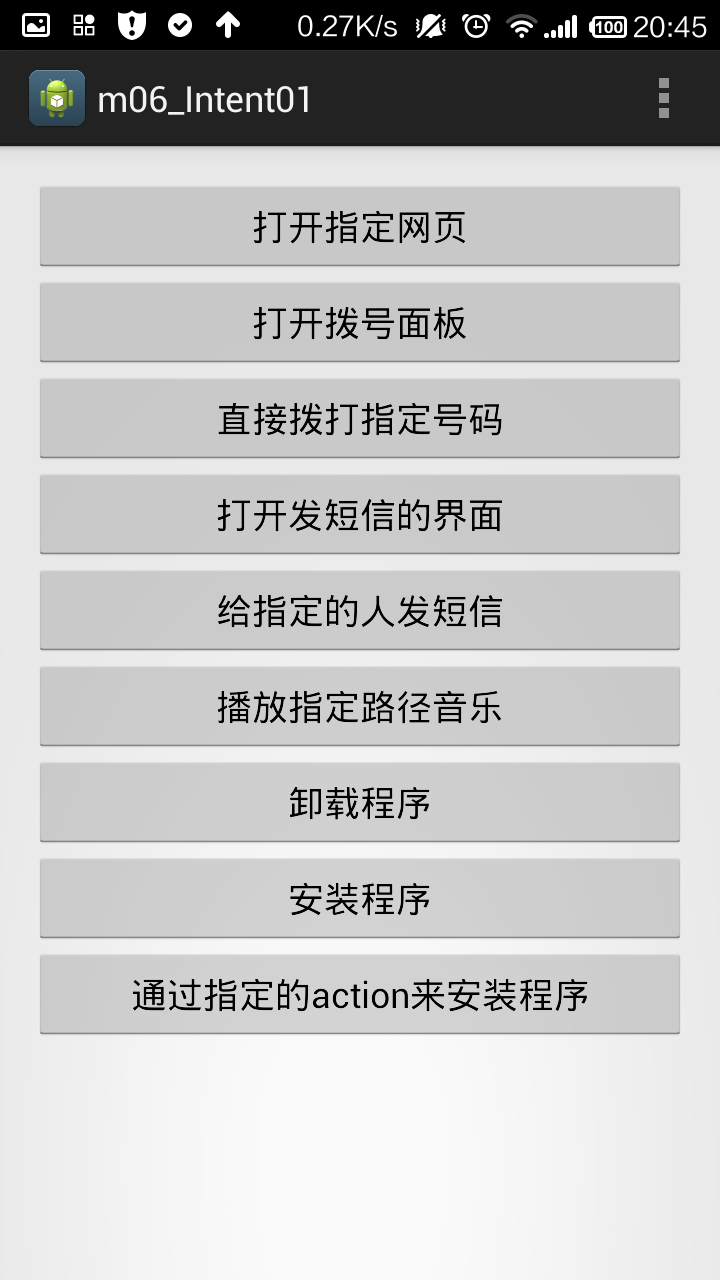 0.27K/s 100 20:45
m06_Intent01
打开指定网页
打开拨号面板
直接拨打指定号码
打开发短信的界面
给指定的人发短信
播放指定路径音乐
卸载程序
安装程序
通过指定的action来安装程序